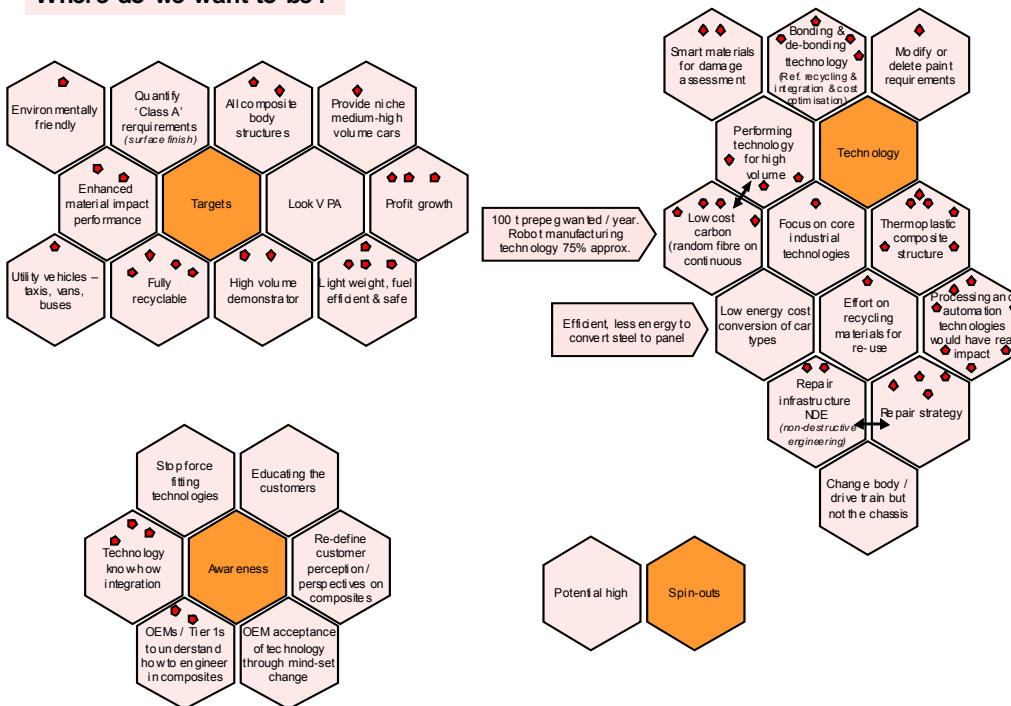 Where do we want to be?
Environmentally
friendly
Quantify
‘Class A’
rerquirements
(surface finish)
All composite
body
structures
Provide niche
medium-high
volume cars
Enhanced
material impact
performance
Targets
Look V PA
Profit growth
Utility vehicles –
taxis, vans,
buses
Fully
recyclable
High volume
demonstrator
Light weight, fuel
efficient & safe
Smart materials
for damage
assessment
Bonding &
de-bonding
ttechnology
(Ref. recycling &
integration & cost
optimisation)
Modify or
delete paint
requirements
Performing
technology
for high
volume
Technology
100 t prepeg wanted / year.
Robot manufacturing
technology 75% approx.
Low cost
carbon
(random fibre on
continuous
Focus on core
industrial
technologies
Thermoplastic
composite
structure
Efficient, less energy to
convert steel to panel
Low energy cost
conversion of car
types
Effort on
recycling
materials for
re-use
Processing and
automation
technologies
would have real
impact
Repair
infrastructure
NDE
(non-destructive
engineering)
Repair strategy
Change body /
drive train but
not the chassis
Stop force
fitting
technologies
Educating the
customers
Technology
know-how
integration
Awareness
Re-define
customer
perception /
perspectives on
composites
OEMs / Tier 1s
to understand
how to engineer
in composites
OEM acceptance
of technology
through mind-set
change
Potential high
Spin-outs